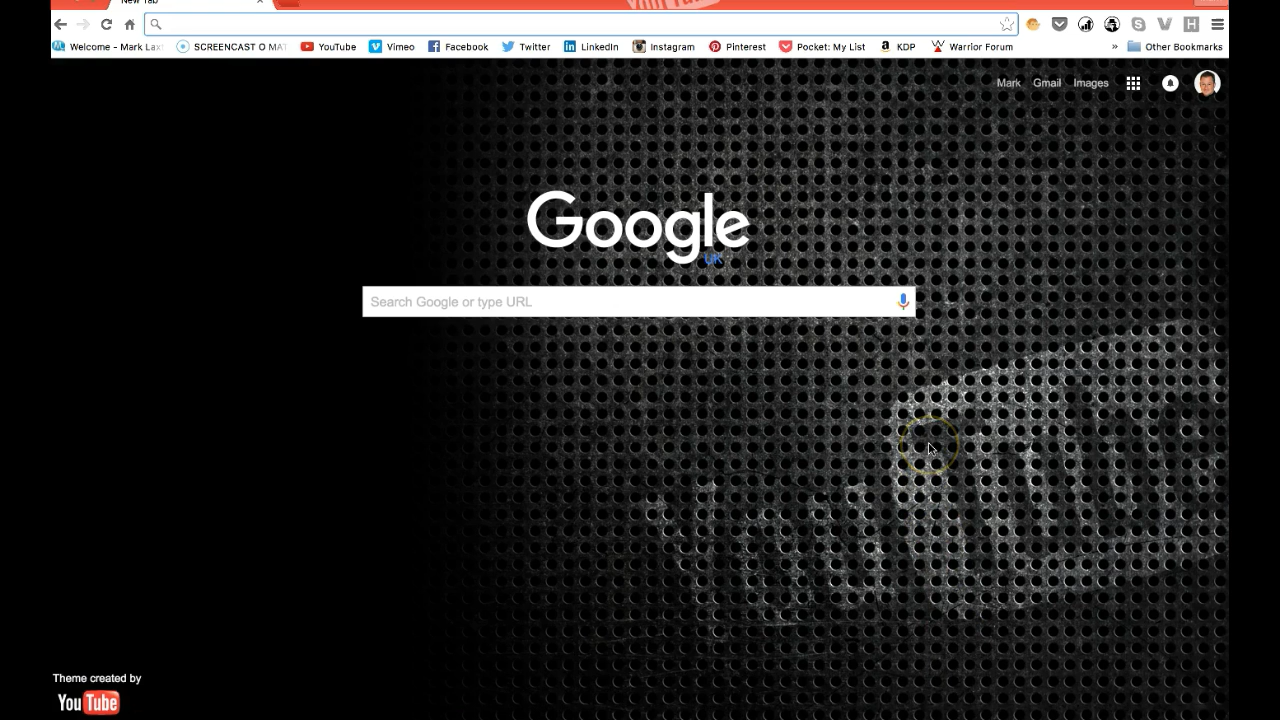 New Tab
Welcome - Mark Lax
SCREENCAST O MAT
YouTube
Vimeo
Facebook
Twitter
LinkedIn
Instagram
Pinterest
Pocket: My List
KDP
Warrior Forum
»
Other Bookmarks
Mark
Gmail
Images
Google
UK
Search Google or type URL
YouTube
Theme created by
YouTube